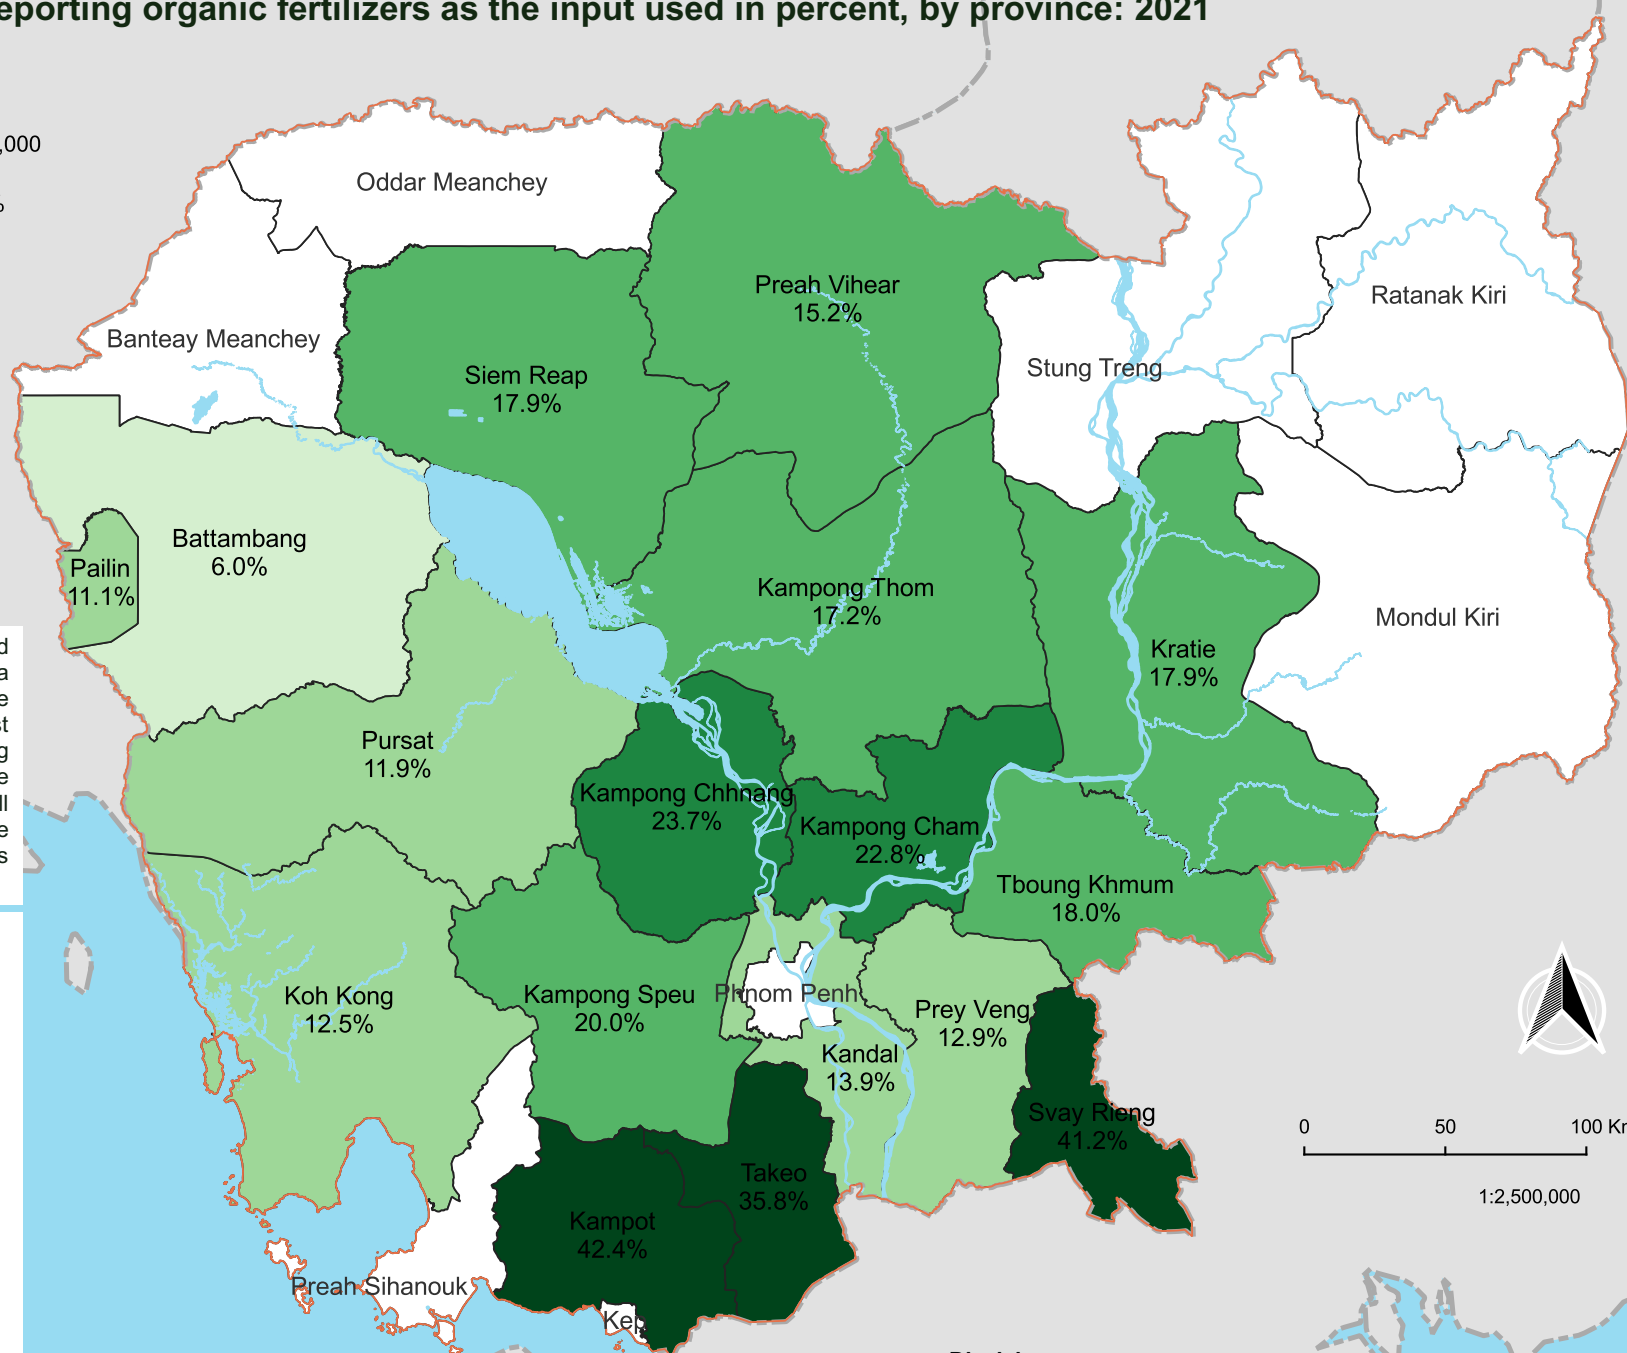 eporting organic fertilizers as the input used in percent, by province: 2021
,000
%
Oddar Meanchey
Preah Vihear
15.2%
Ratanak Kiri
Banteay Meanchey
Stung Treng
Siem Reap
17.9%
Battambang
6.0%
Pailin
11.1%
Kampong Thom
17.2%
Mondul Kiri
Kratie
17.9%
d
a
e
st
g
e
ll
e
s
Pursat
11.9%
Kampong Chhnang
23.7%
Kampong Cham
22.8%
Tboung Khmum
18.0%
Koh Kong
12.5%
Kampong Speu
20.0%
Phnom Penh
Prey Veng
12.9%
Kandal
13.9%
Svay Rieng
41.2%
0 50 100 Km
1:2,500,000
Takeo
35.8%
Kampot
42.4%
Preah Sihanouk
Kep